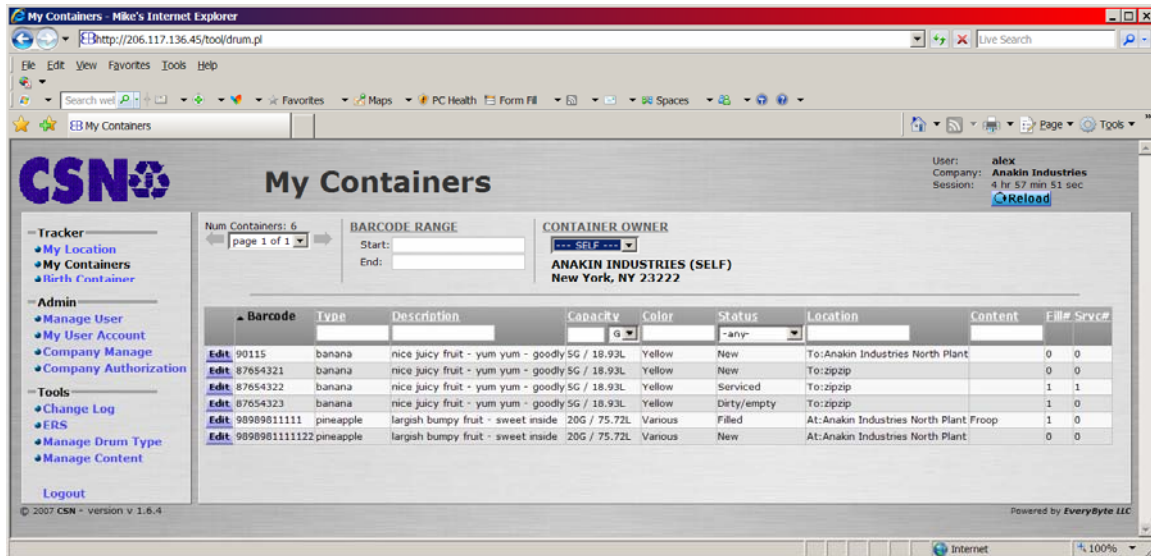 My Containers - Mike's Internet Explorer
http://206.117.136.45/tool/drum.pl
Live Search
File Edit View Favorites Tools Help
Search wel Favorites Maps PC Health Form Fill Spaces
My Containers Page Tools
CSN My Containers
User: alex
Company: Anakin Industries
Session: 4 hr 57 min 51 sec
Reload
Tracker
My Location
My Containers
Birth Container
Admin
Manage User
My User Account
Company Manage
Company Authorization
Tools
Change Log
ERS
Manage Drum Type
Manage Content
Logout
Num Containers: 6
page 1 of 1
BARCODE RANGE
Start:
End:
CONTAINER OWNER
--- SELF ---
ANAKIN INDUSTRIES (SELF)
New York, NY 23222
Barcode Type Description Capacity Color Status Location Content Fill# Srvc#
G -any-
Edit 90115 banana nice juicy fruit - yum yum - goodly 5G / 18.93L Yellow New To:Anakin Industries North Plant 0 0
Edit 87654321 banana nice juicy fruit - yum yum - goodly 5G / 18.93L Yellow New To:zipzip 0 0
Edit 87654322 banana nice juicy fruit - yum yum - goodly 5G / 18.93L Yellow Serviced To:zipzip 1 1
Edit 87654323 banana nice juicy fruit - yum yum - goodly 5G / 18.93L Yellow Dirty/empty To:zipzip 1 0
Edit 98989811111 pineapple largish bumpy fruit - sweet inside 20G / 75.72L Various Filled At:Anakin Industries North Plant Froop 1 0
Edit 9898981111122 pineapple largish bumpy fruit - sweet inside 20G / 75.72L Various New At:Anakin Industries North Plant 0 0
© 2007 CSN - version v 1.6.4
Powered by EveryByte LLC
Internet 100%